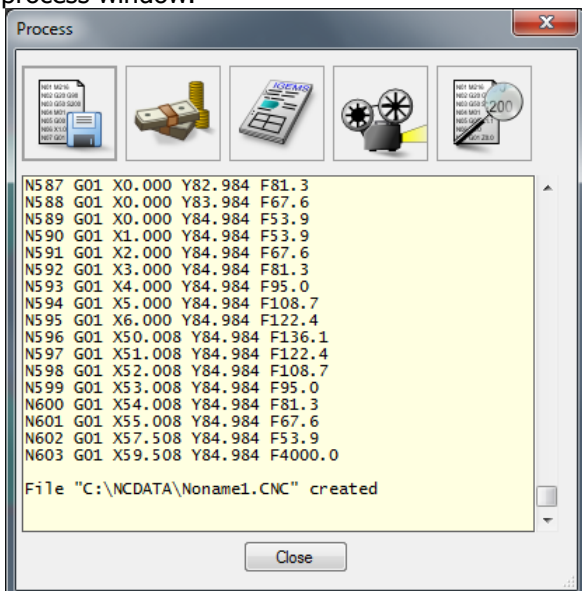 process window.
Process
IGEMS
200
N587 G01 X0.000 Y82.984 F81.3
N588 G01 X0.000 Y83.984 F67.6
N589 G01 X0.000 Y84.984 F53.9
N590 G01 X1.000 Y84.984 F53.9
N591 G01 X2.000 Y84.984 F67.6
N592 G01 X3.000 Y84.984 F81.3
N593 G01 X4.000 Y84.984 F95.0
N594 G01 X5.000 Y84.984 F108.7
N595 G01 X6.000 Y84.984 F122.4
N596 G01 X50.008 Y84.984 F136.1
N597 G01 X51.008 Y84.984 F122.4
N598 G01 X52.008 Y84.984 F108.7
N599 G01 X53.008 Y84.984 F95.0
N600 G01 X54.008 Y84.984 F81.3
N601 G01 X55.008 Y84.984 F67.6
N602 G01 X57.508 Y84.984 F53.9
N603 G01 X59.508 Y84.984 F4000.0
File "C:\NCDATA\Noname1.CNC" created
Close